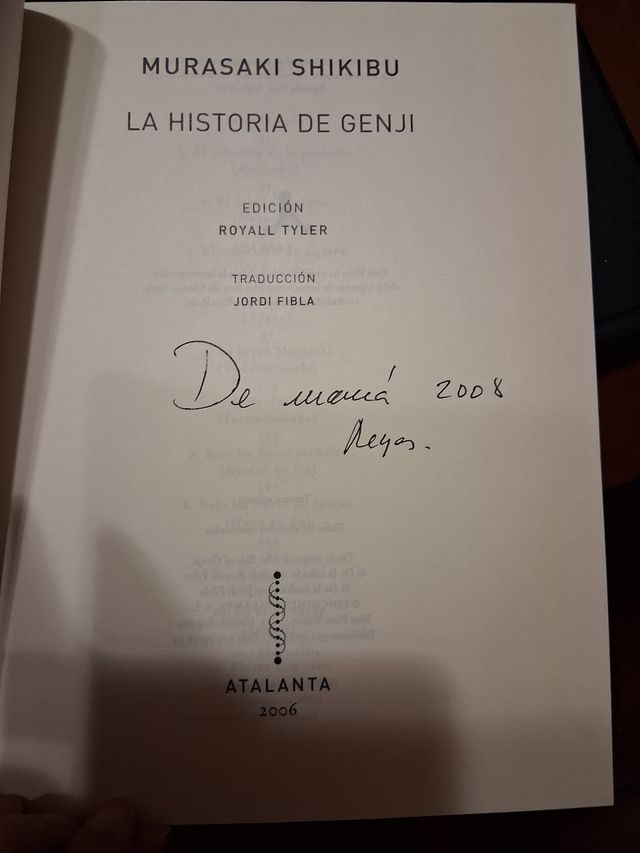 MURASAKI SHIKIBU
LA HISTORIA DE GENJI
EDICIÓN
ROYALL TYLER
TRADUCCIÓN
JORDI FIBLA
De mamá 2008
Reyes.
ATALANTA
2006